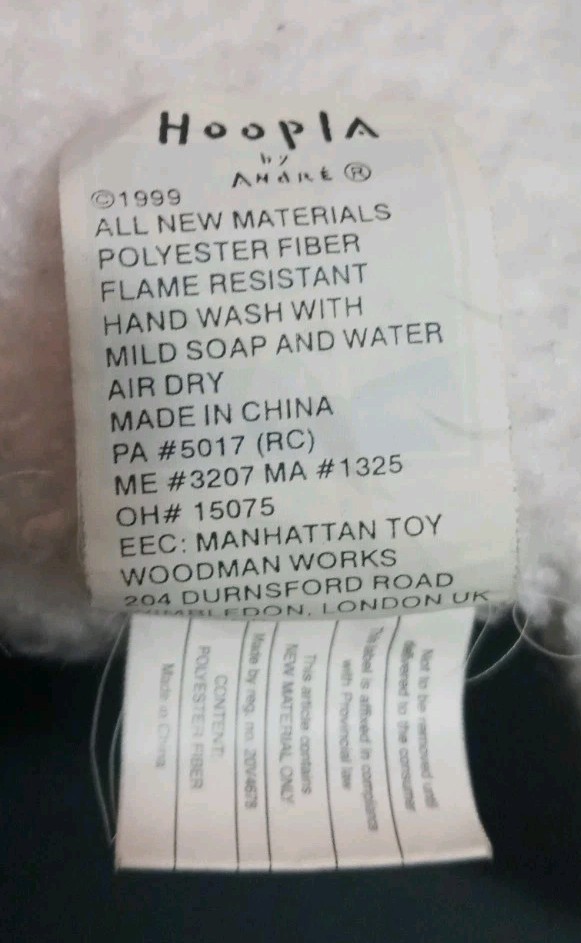 HooplA
by
ANdRÉ ®
©1999
ALL NEW MATERIALS
POLYESTER FIBER
FLAME RESISTANT
HAND WASH WITH
MILD SOAP AND WATER
AIR DRY
MADE IN CHINA
PA #5017 (RC)
ME #3207 MA #1325
OH# 15075
EEC: MANHATTAN TOY
WOODMAN WORKS
204 DURNSFORD ROAD
WIMBLEDON, LONDON UK
Not to be removed until
delivered to the consumer
This label is affixed in compliance
with Provincial law
This article contains
NEW MATERIAL ONLY
Made by reg. no. 20V4678
CONTENT:
POLYESTER FIBER
Made in China